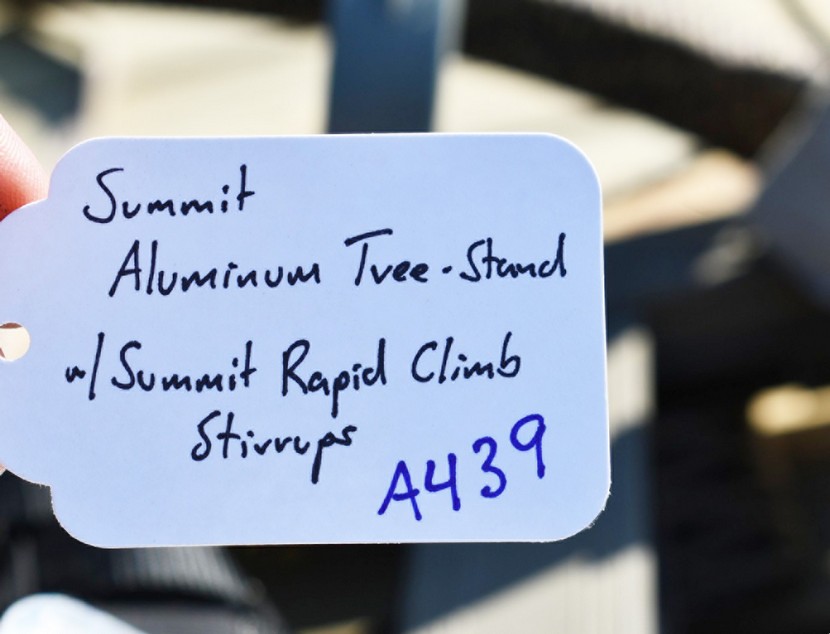 Summit
Aluminum Tree-Stand
w/ Summit Rapid Climb
Stirrups
A439